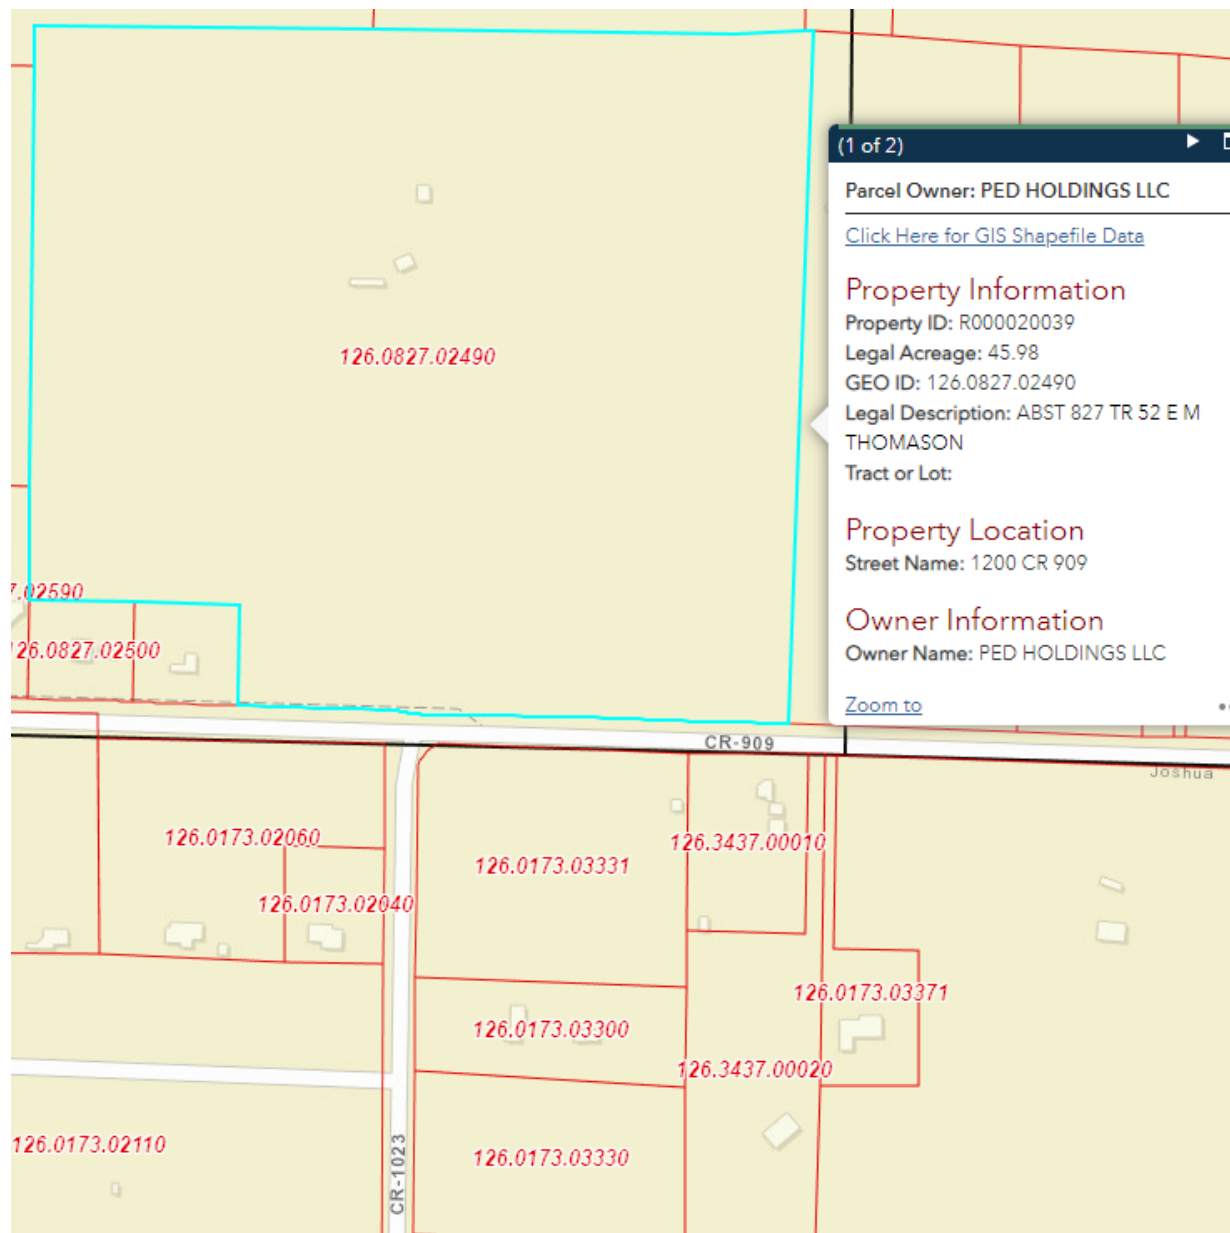 (1 of 2)
Parcel Owner: PED HOLDINGS LLC
Click Here for GIS Shapefile Data
Property Information
Property ID: R000020039
Legal Acreage: 45.98
GEO ID: 126.0827.02490
Legal Description: ABST 827 TR 52 E M
THOMASON
Tract or Lot:
Property Location
Street Name: 1200 CR 909
Owner Information
Owner Name: PED HOLDINGS LLC
Zoom to
126.0827.02490
7.02590
126.0827.02500
CR-909
Joshua
126.0173.02060
126.0173.03331
126.3437.00010
126.0173.02040
126.0173.03371
126.0173.03300
126.3437.00020
126.0173.02110
CR-1023
126.0173.03330